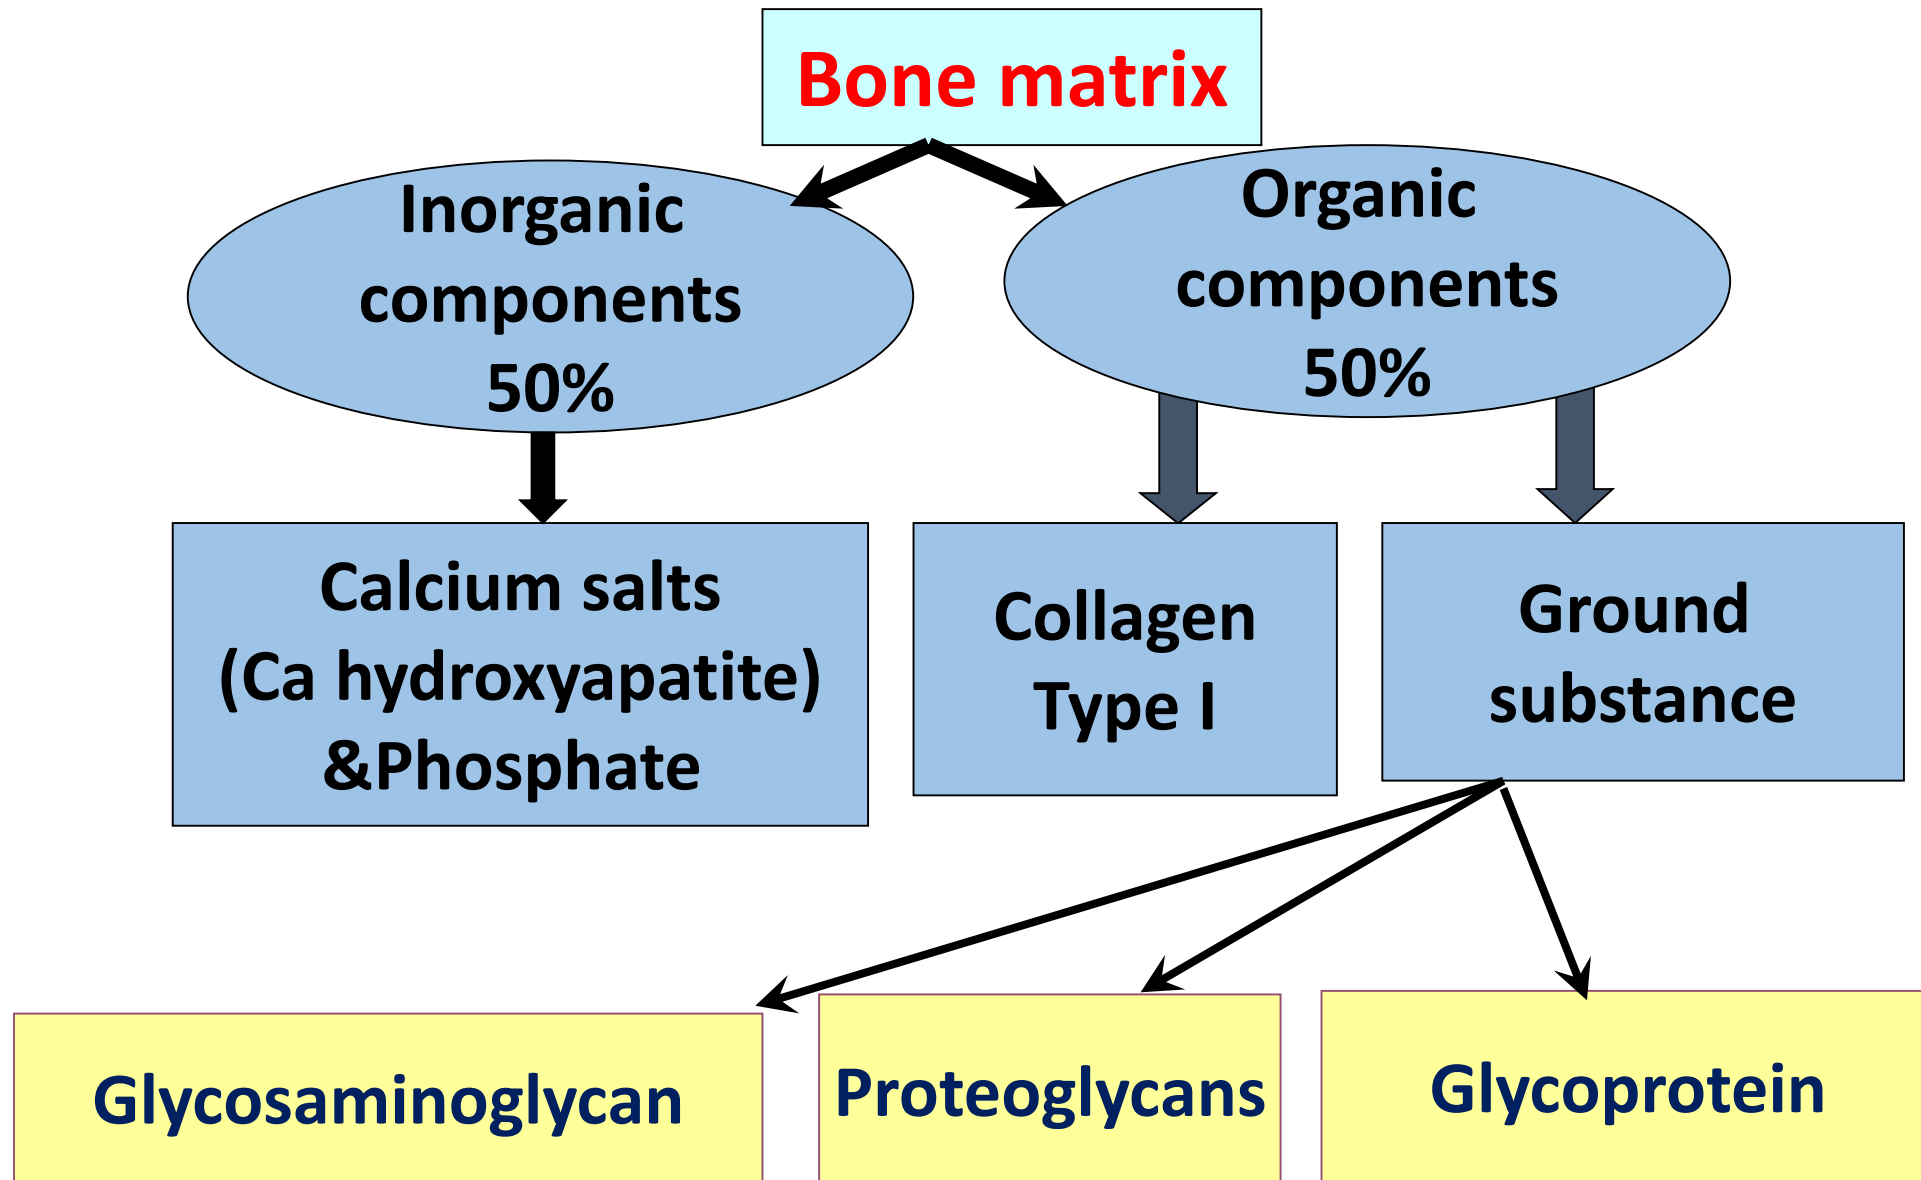 Bone matrix
Inorganic
components
50%
Organic
components
50%
Calcium salts
(Ca hydroxyapatite)
&Phosphate
Collagen
Type I
Ground
substance
Glycosaminoglycan
Proteoglycans
Glycoprotein